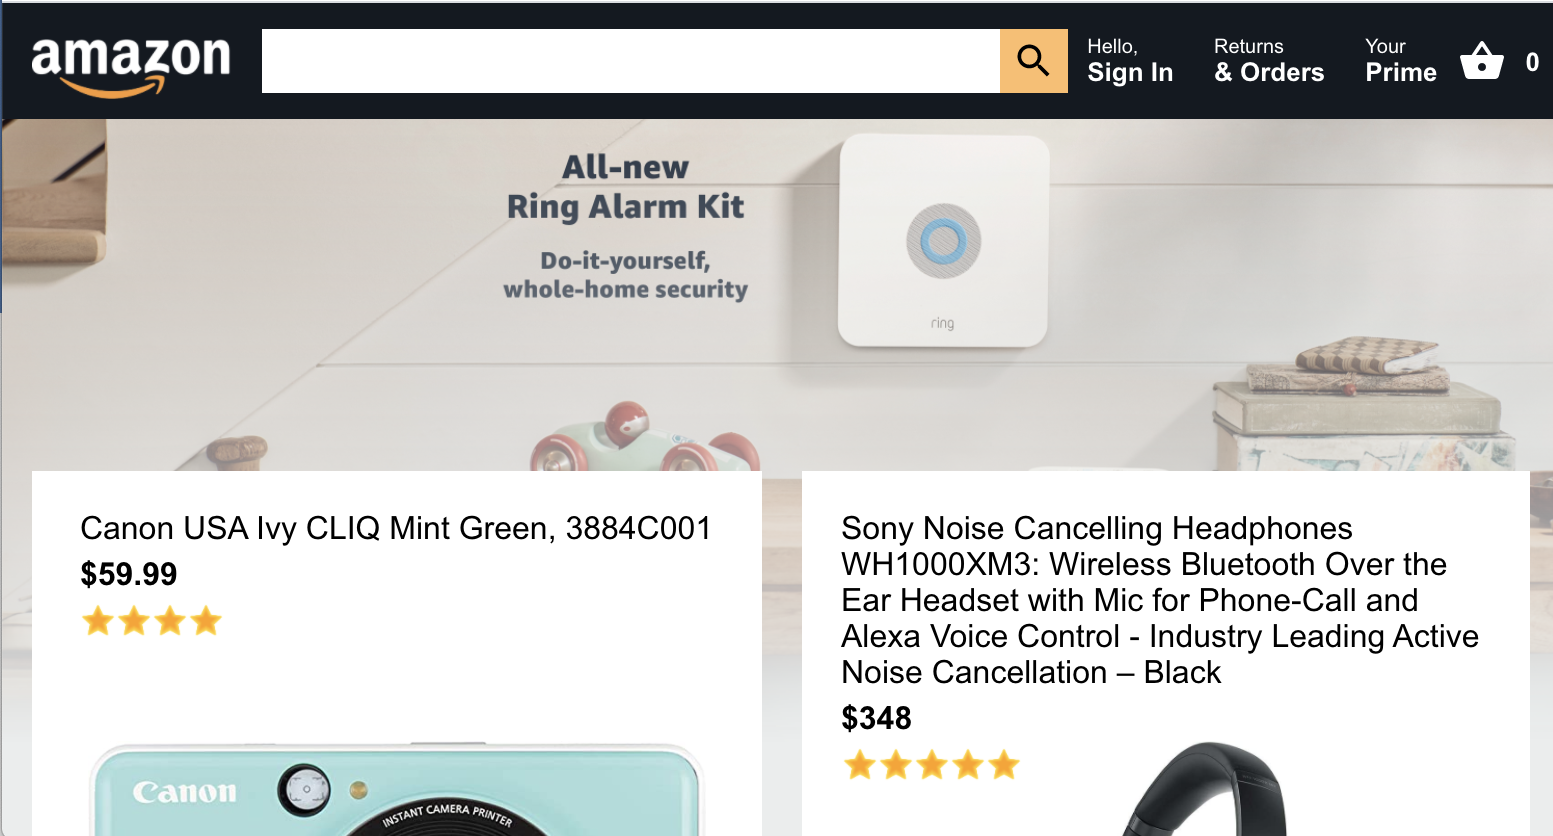 amazon
Hello,
Sign In
Returns
& Orders
Your
Prime
0
All-new
Ring Alarm Kit
Do-it-yourself,
whole-home security
ring
Canon USA Ivy CLIQ Mint Green, 3884C001
$59.99
Canon
INSTANT CAMERA PRINTER
Sony Noise Cancelling Headphones
WH1000XM3: Wireless Bluetooth Over the
Ear Headset with Mic for Phone-Call and
Alexa Voice Control - Industry Leading Active
Noise Cancellation – Black
$348